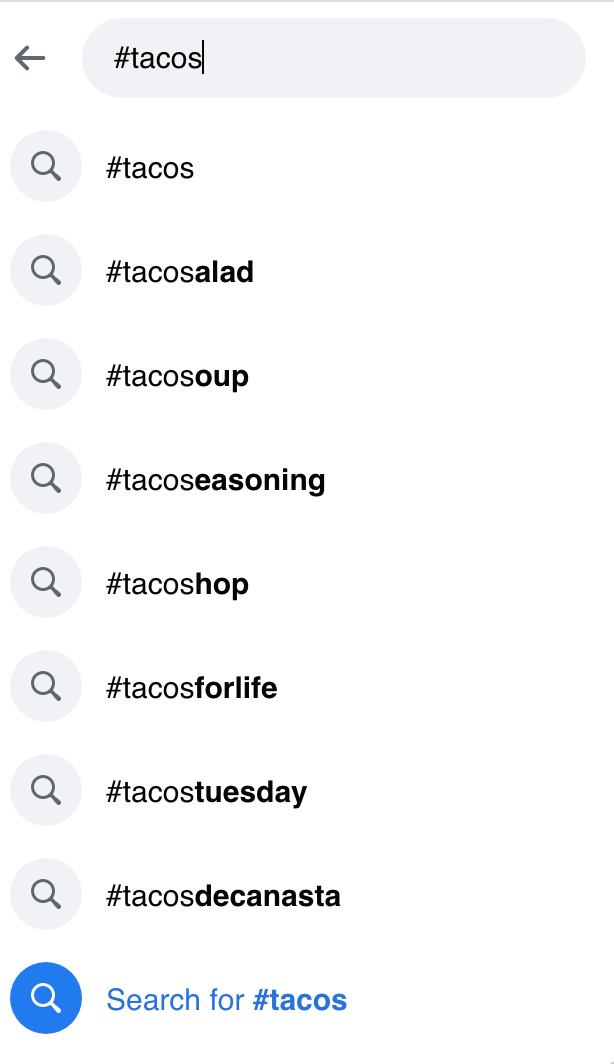 #tacos
#tacos
#tacosalad
#tacosoup
#tacoseasoning
#tacoshop
#tacosforlife
#tacostuesday
#tacosdecanasta
Search for #tacos